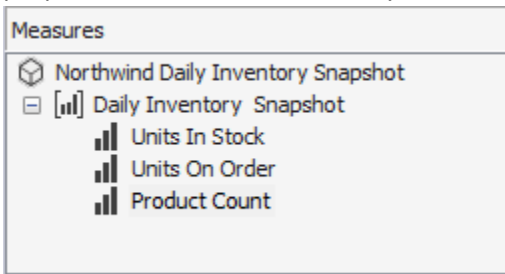 Measures
Northwind Daily Inventory Snapshot
Daily Inventory  Snapshot
Units In Stock
Units On Order
Product Count